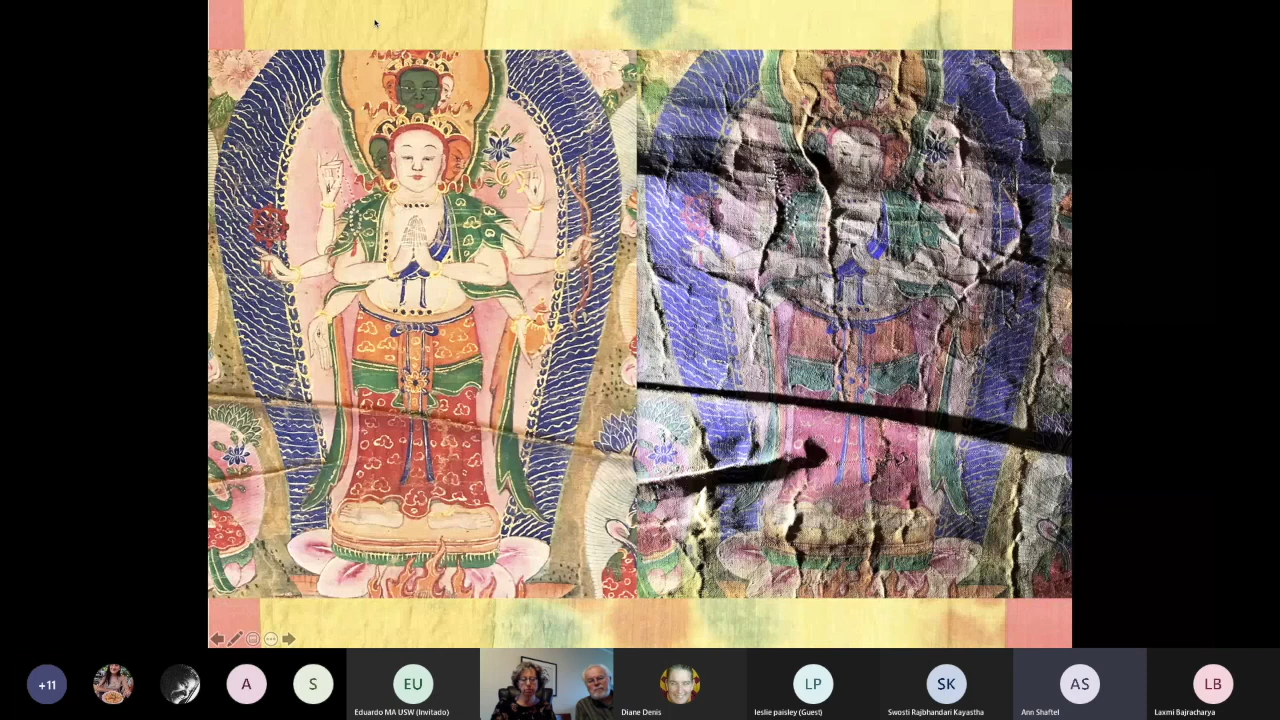 +11
A
S
EU
Eduardo MA USW (Invitado)
Diane Denis
LP
leslie paisley (Guest)
SK
Swosti Rajbhandari Kayastha
AS
Ann Shaftel
LB
Laxmi Bajracharya